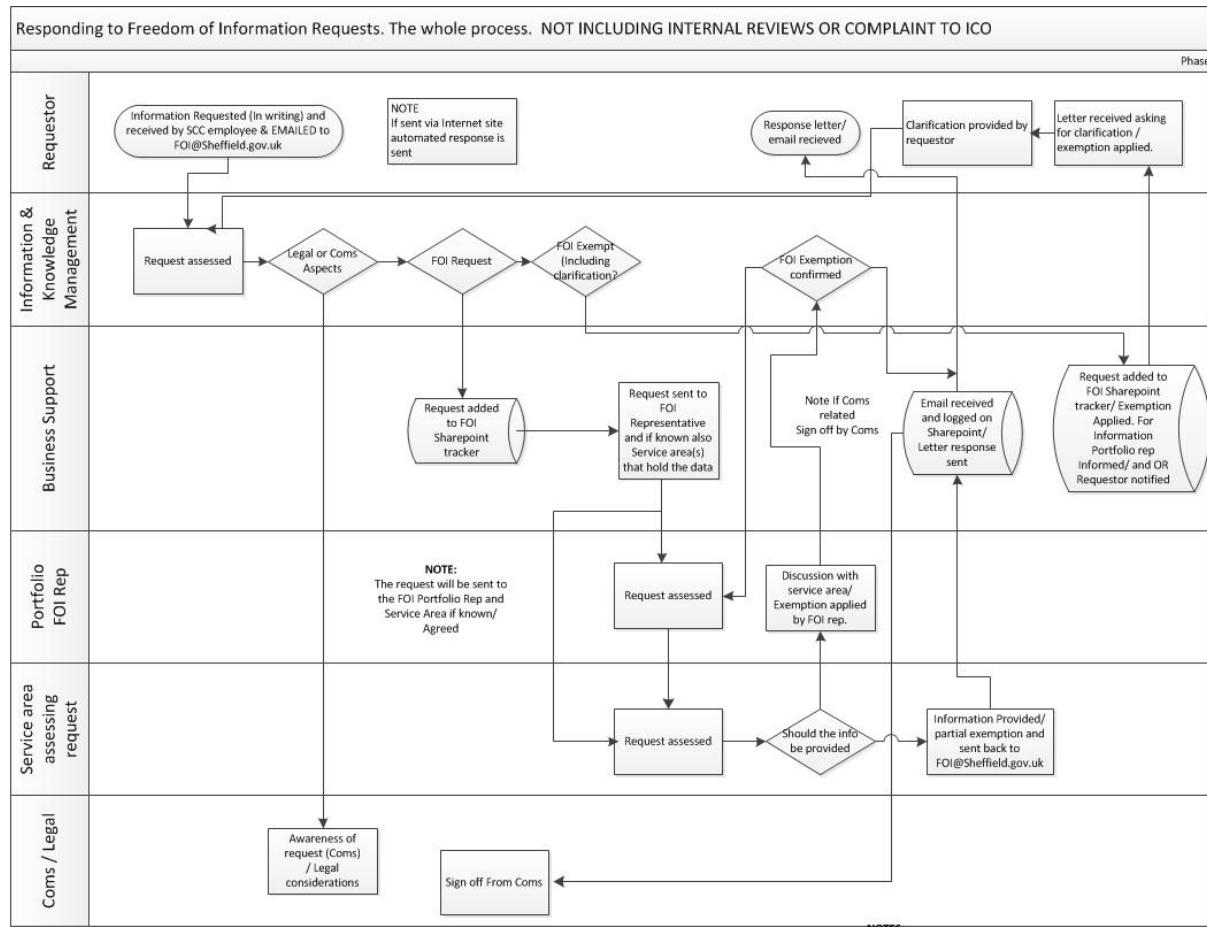 Responding to Freedom of Information Requests. The whole process.  NOT INCLUDING INTERNAL REVIEWS OR COMPLAINT TO ICO
Phase
Requestor
Information Requested (In writing) and
received by SCC employee & EMAILED to
FOI@Sheffield.gov.uk
NOTE
If sent via Internet site
automated response is
sent
Response letter/
email recieved
Clarification provided by
requestor
Letter received asking
for clarification /
exemption applied.
Information &
Knowledge
Management
Request assessed
Legal or Coms
Aspects
FOI Request
FOI Exempt
(Including
clarification?
FOI Exemption
confirmed
Business Support
Request added
to FOI
Sharepoint
tracker
Request sent to
FOI
Representative
and if known also
Service area(s)
that hold the data
Note If Coms
related
Sign off by Coms
Email received
and logged on
Sharepoint/
Letter response
sent
Request added to
FOI Sharepoint
tracker/ Exemption
Applied. For
Information
Portfolio rep
Informed/ and OR
Requestor notified
Portfolio
FOI Rep
NOTE:
The request will be sent to
the FOI Portfolio Rep and
Service Area if known/
Agreed
Request assessed
Discussion with
service area/
Exemption applied
by FOI rep.
Service area
assessing
request
Request assessed
Should the info
be provided
Information Provided/
partial exemption and
sent back to
FOI@Sheffield.gov.uk
Coms / Legal
Awareness of
request (Coms)
/ Legal
considerations
Sign off From Coms
NOTES